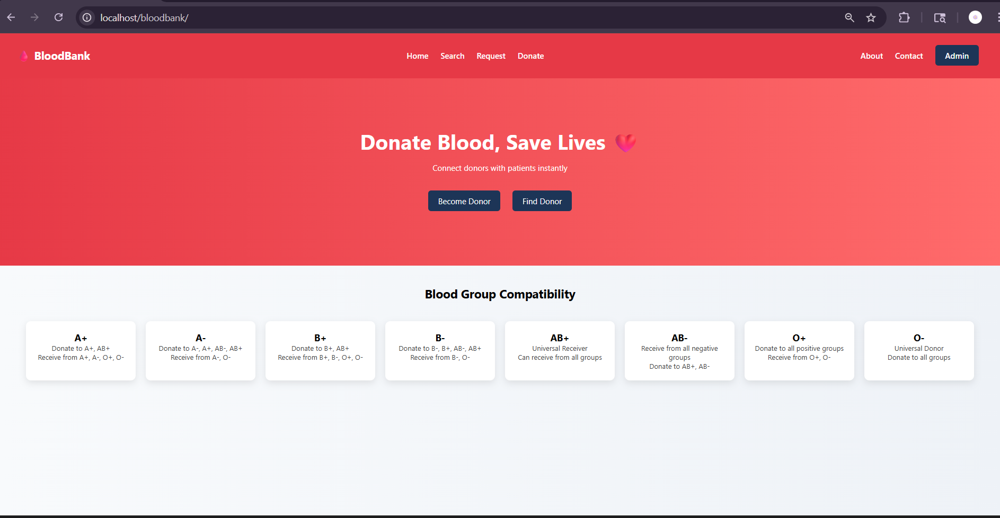 localhost/bloodbank/
BloodBank
Home Search Request Donate
About Contact Admin
Donate Blood, Save Lives
Connect donors with patients instantly
Become Donor Find Donor
Blood Group Compatibility
A+
Donate to A+, AB+
Receive from A+, A-, O+, O-
A-
Donate to A-, A+, AB-, AB+
Receive from A-, O-
B+
Donate to B+, AB+
Receive from B+, B-, O+, O-
B-
Donate to B-, B+, AB-, AB+
Receive from B-, O-
AB+
Universal Receiver
Can receive from all groups
AB-
Receive from all negative
groups
Donate to AB+, AB-
O+
Donate to all positive groups
Receive from O+, O-
O-
Universal Donor
Donate to all groups